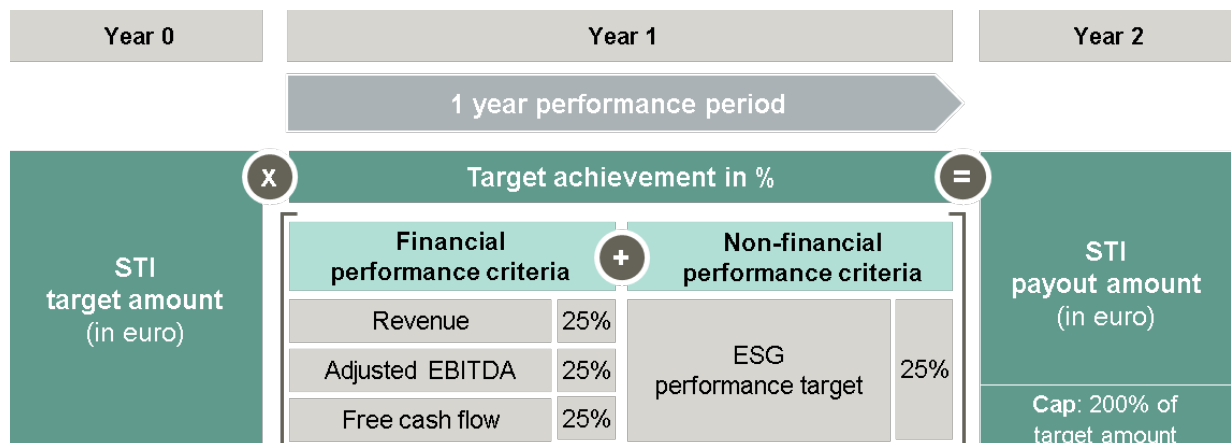 Year 0
Year 1
Year 2
1 year performance period
STI
target amount
(in euro)
x
Target achievement in %
=
Financial
performance criteria
+
Non-financial
performance criteria
Revenue
25%
Adjusted EBITDA
25%
Free cash flow
25%
ESG
performance target
25%
STI
payout amount
(in euro)
Cap: 200% of
target amount